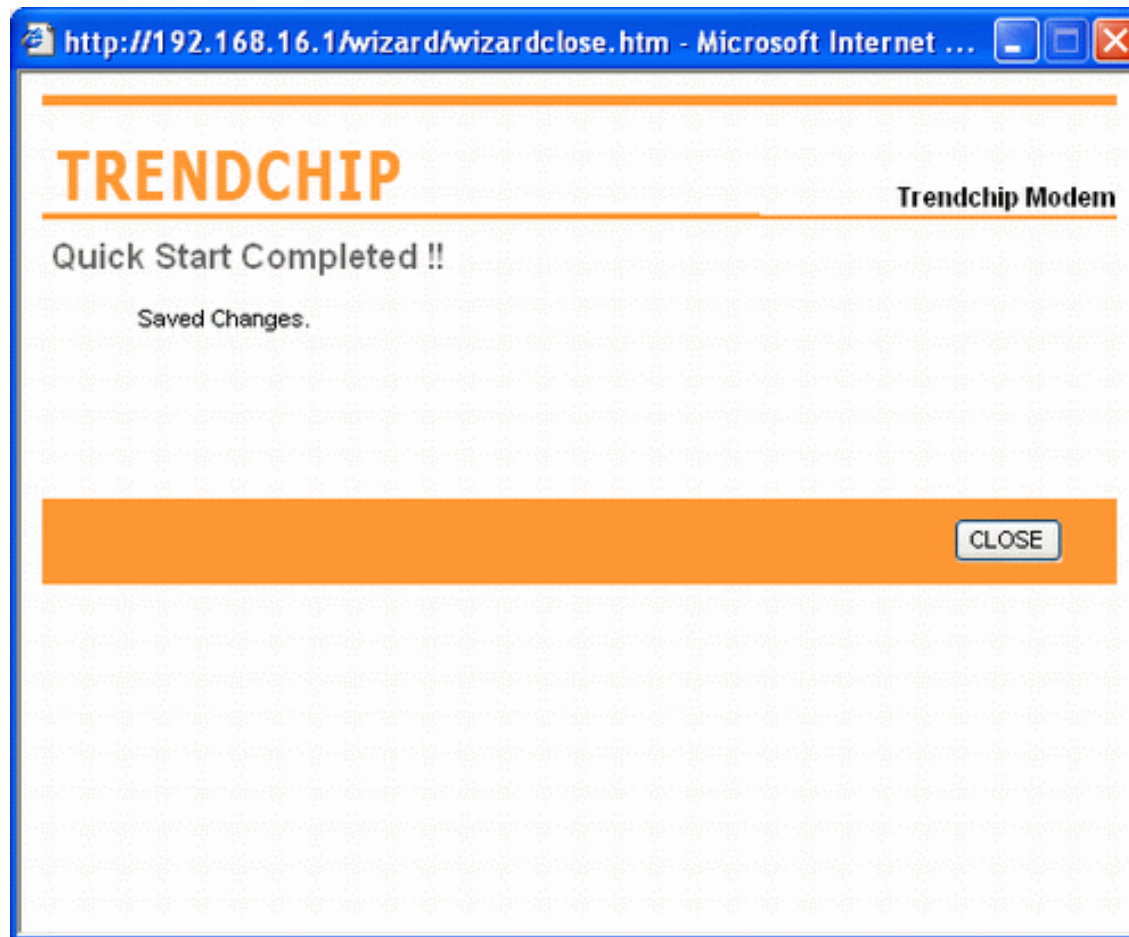 http://192.168.16.1/wizard/wizardclose.htm - Microsoft Internet ...
TRENDCHIP
Trendchip Modem
Quick Start Completed !!
Saved Changes.
CLOSE